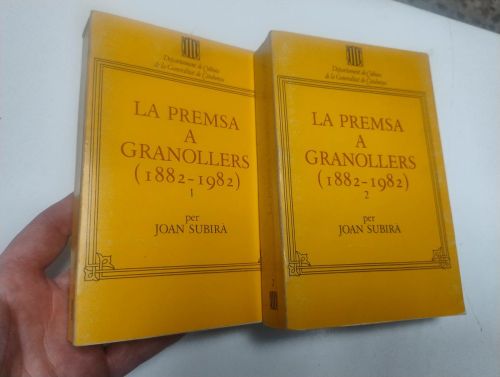 Departament de Cultura
de la Generalitat de Catalunya
LA PREMSA
A
GRANOLLERS
(1882-1982)
1
per
JOAN SUBIRÀ
Departament de Cultura
de la Generalitat de Catalunya
LA PREMSA
A
GRANOLLERS
(1882-1982)
2
per
JOAN SUBIRÀ
2